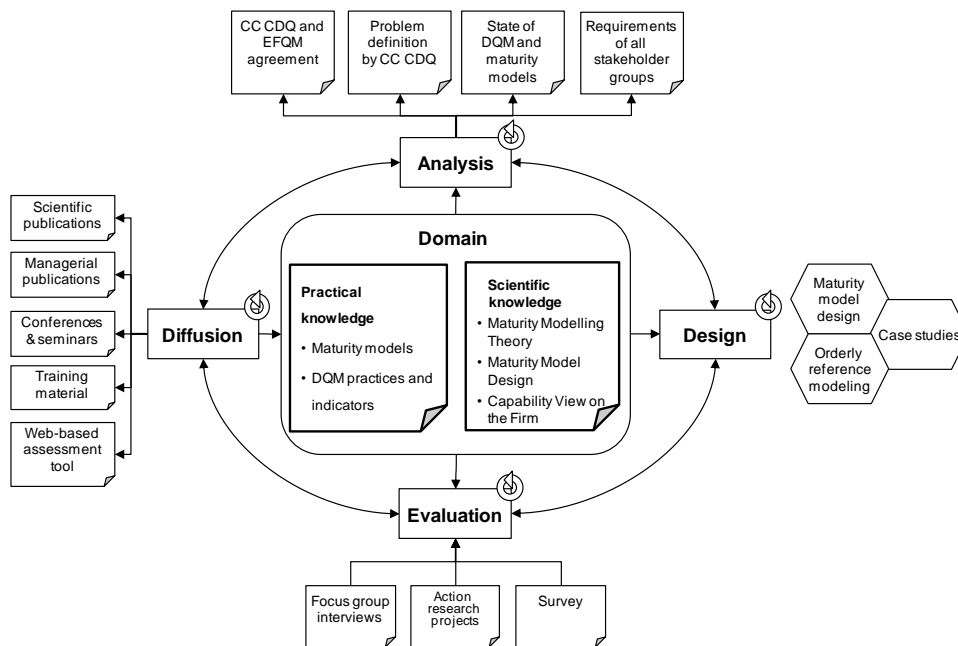 CC CDQ and
EFQM
agreement
Problem
definition
by CC CDQ
State of
DQM and
maturity
models
Requirements
of all
stakeholder
groups
Analysis
Scientific
publications
Managerial
publications
Conferences
& seminars
Training
material
Web-based
assessment
tool
Diffusion
Domain
Practical
knowledge
• Maturity models
• DQM practices and
indicators
Scientific
knowledge
• Maturity Modelling
Theory
• Maturity Model
Design
• Capability View on
the Firm
Design
Maturity
model
design
Case studies
Orderly
reference
modeling
Evaluation
Focus group
interviews
Action
research
projects
Survey